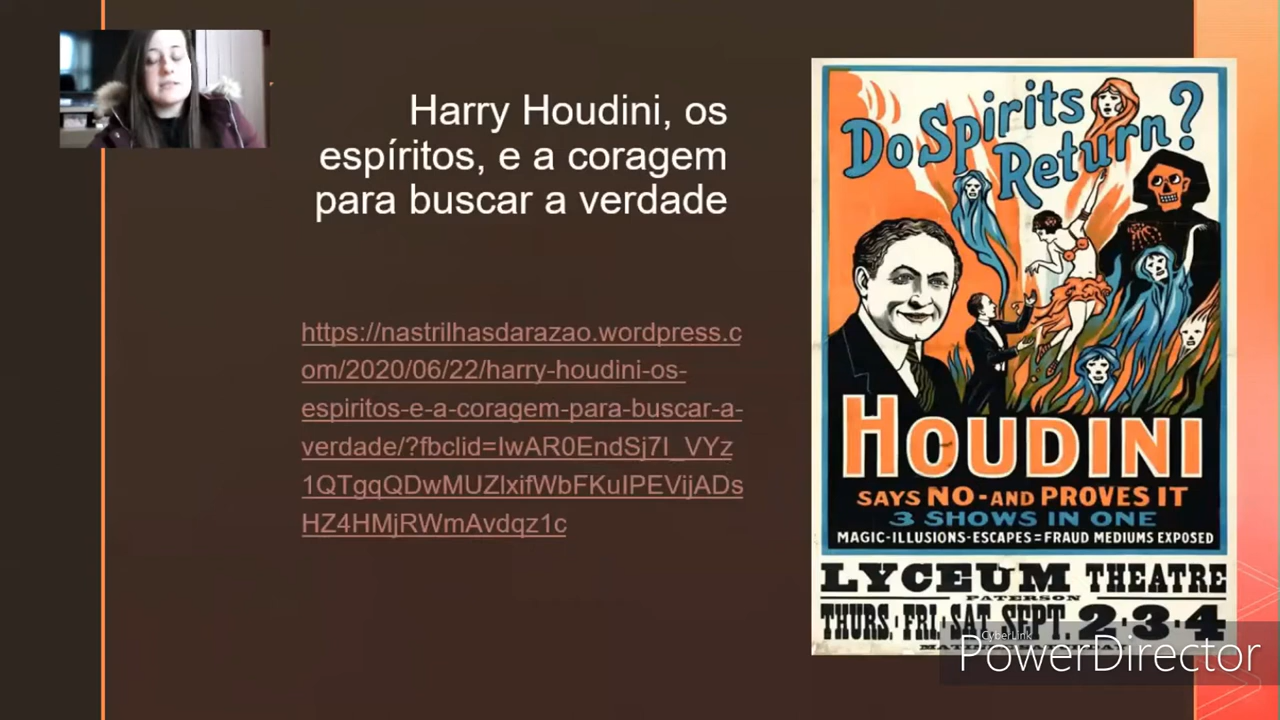 Harry Houdini, os
espíritos, e a coragem
para buscar a verdade
https://nastrilhasdarazao.wordpress.c
om/2020/06/22/harry-houdini-os-
espiritos-e-a-coragem-para-buscar-a-
verdade/?fbclid=IwAR0EndSj7I_VYz
1QTgqQDwMUZlxifWbFKuIPEVijADs
HZ4HMjRWmAvdqz1c
Do Spirits
Return?
HOUDINI
SAYS NO-AND PROVES IT
3 SHOWS IN ONE
MAGIC-ILLUSIONS-ESCAPES=FRAUD MEDIUMS EXPOSED
LYCEUM THEATRE
PATERSON
THURS. FRI. SAT. SEPT. 2·3·4
CyberLink
PowerDirector